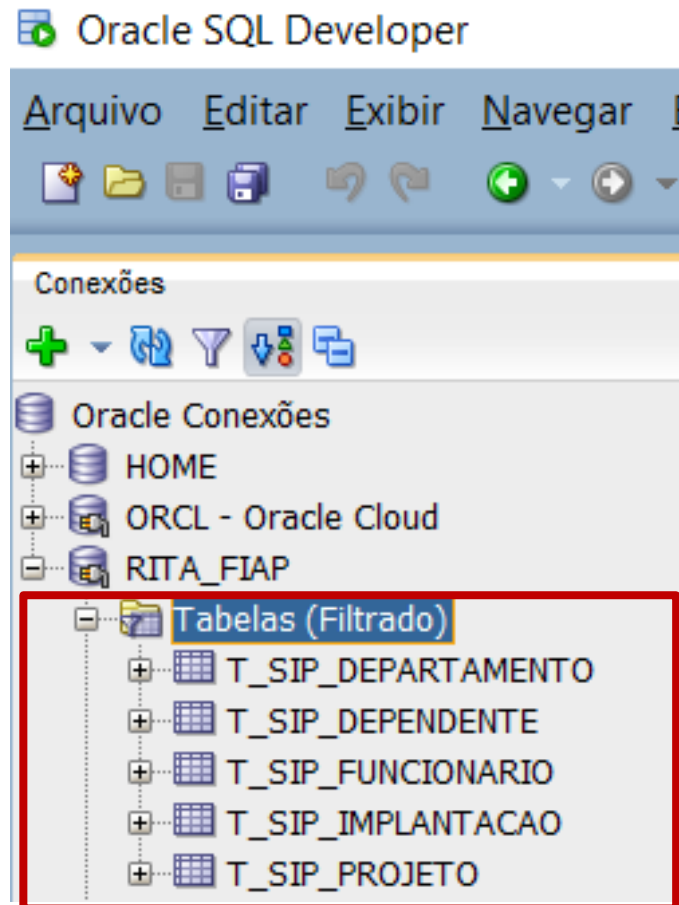 Oracle SQL Developer
Arquivo Editar Exibir Navegar
Conexões
Oracle Conexões
HOME
ORCL - Oracle Cloud
RITA_FIAP
Tabelas (Filtrado)
T_SIP_DEPARTAMENTO
T_SIP_DEPENDENTE
T_SIP_FUNCIONARIO
T_SIP_IMPLANTACAO
T_SIP_PROJETO